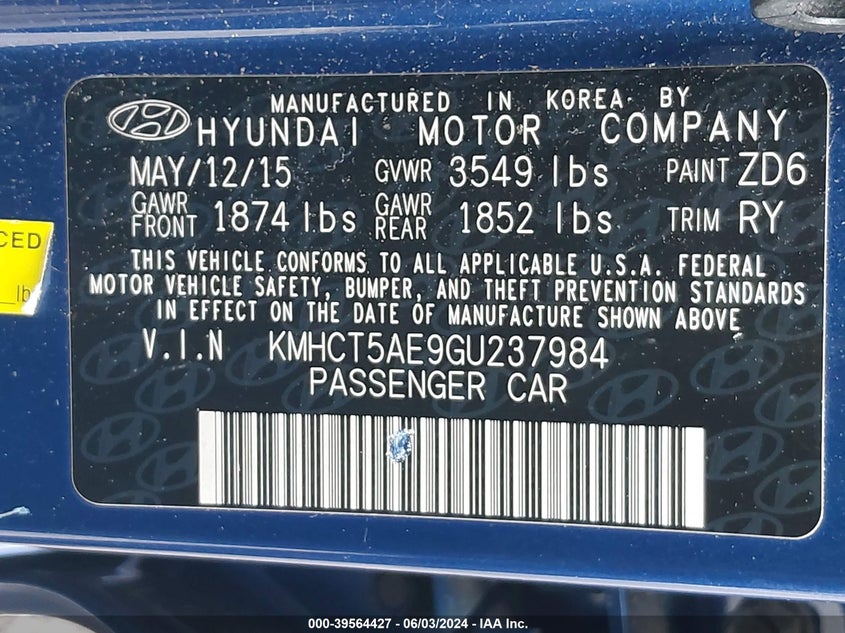 MANUFACTURED IN KOREA BY
HYUNDAI MOTOR COMPANY
MAY/12/15 GVWR 3549 lbs PAINT ZD6
GAWR FRONT 1874 lbs GAWR REAR 1852 lbs TRIM RY
THIS VEHICLE CONFORMS TO ALL APPLICABLE U.S.A. FEDERAL
MOTOR VEHICLE SAFETY, BUMPER, AND THEFT PREVENTION STANDARDS
IN EFFECT ON THE DATE OF MANUFACTURE SHOWN ABOVE
V.I.N KMHCT5AE9GU237984
PASSENGER CAR
CED
lb
000-39564427 - 06/03/2024 - IAA Inc.